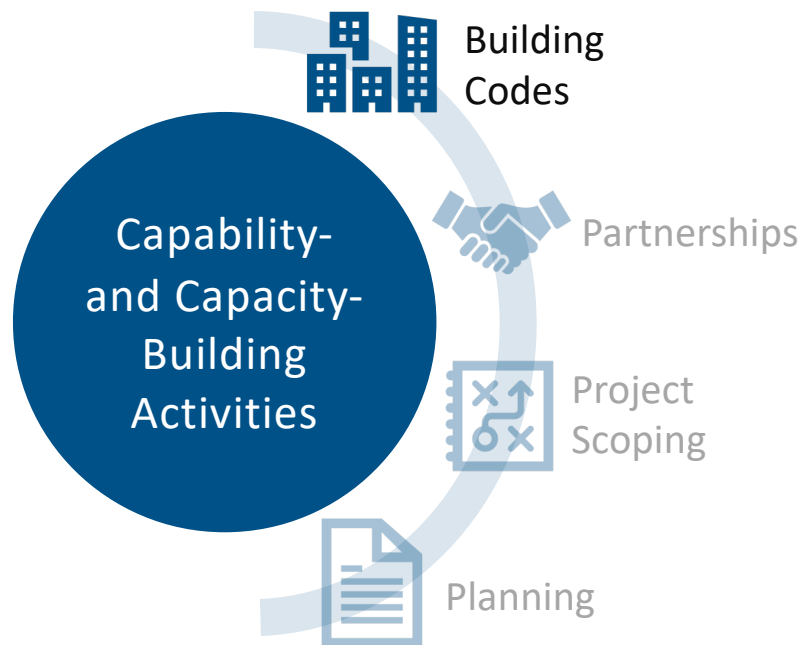 Building
Codes
Capability-
and Capacity-
Building
Activities
Partnerships
Project
Scoping
Planning